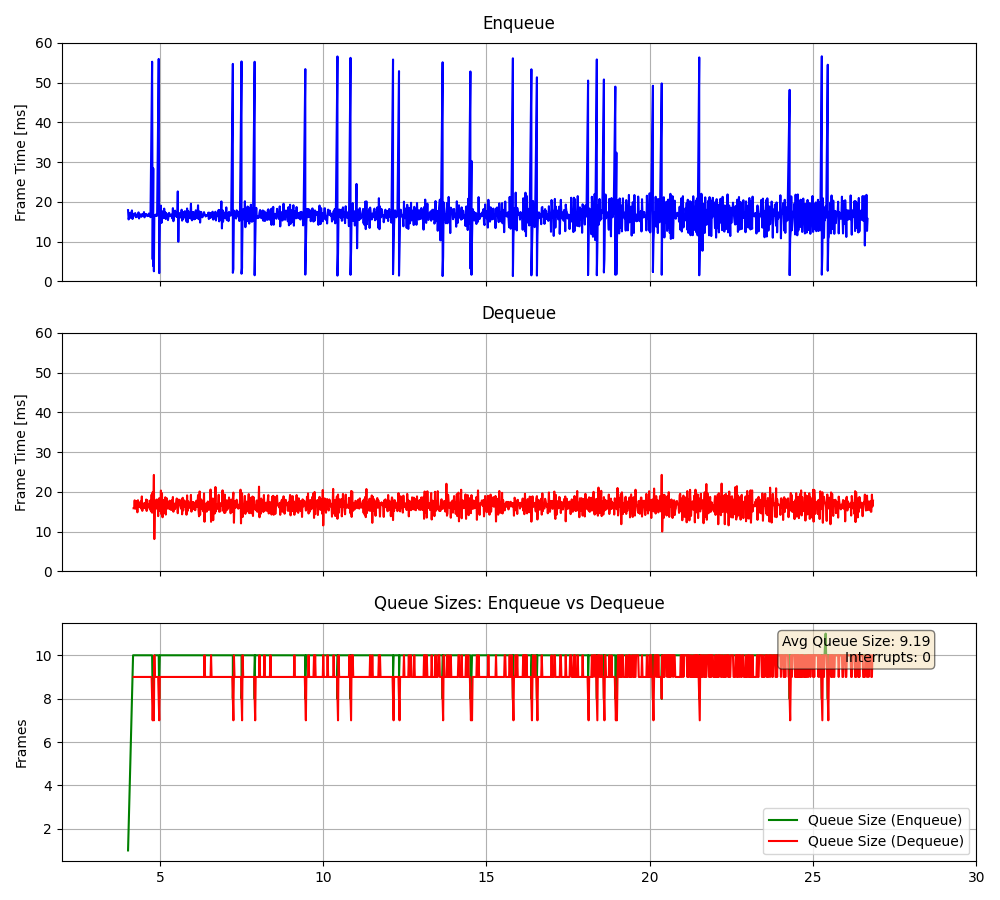 Enqueue
Frame Time [ms]
60
50
40
30
20
10
0
Dequeue
Frame Time [ms]
60
50
40
30
20
10
0
Queue Sizes: Enqueue vs Dequeue
Avg Queue Size: 9.19
Interrupts: 0
Frames
10
8
6
4
2
Queue Size (Enqueue)
Queue Size (Dequeue)
5 10 15 20 25 30